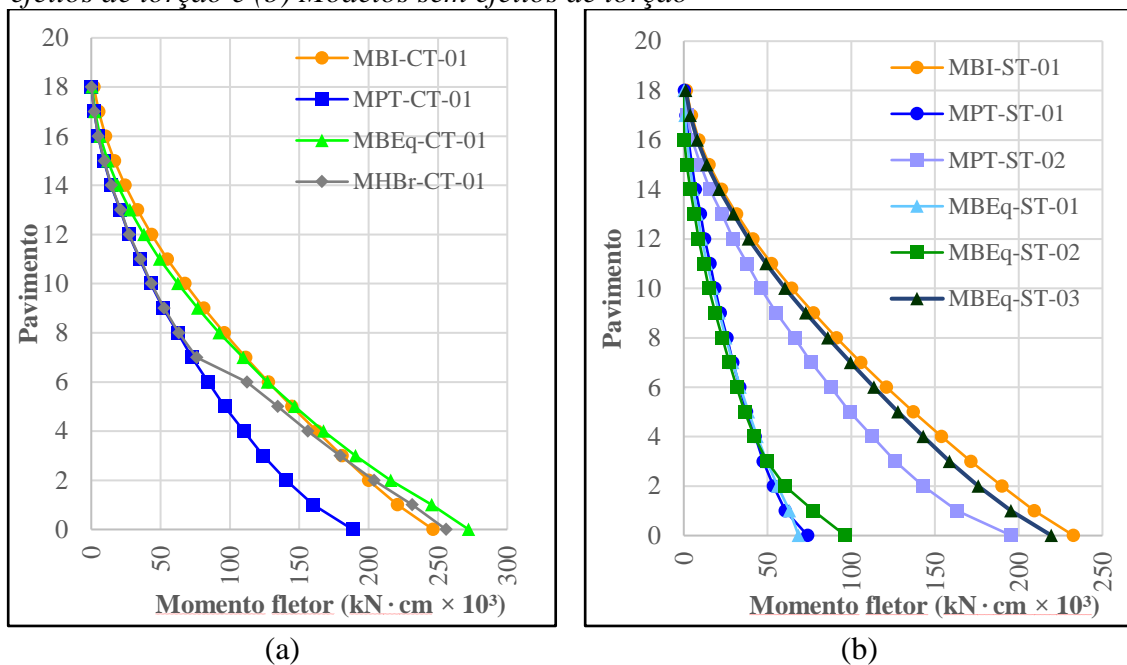 efeitos de torção e (b) Modelos sem efeitos de torção
20
18
16
14
12
10
8
6
4
2
0
Pavimento
MBI-CT-01
MPT-CT-01
MBEq-CT-01
MHBr-CT-01
0
50
100
150
200
250
300
Momento fletor (kN·cm × 10³)
(a)
20
18
16
14
12
10
8
6
4
2
0
Pavimento
MBI-ST-01
MPT-ST-01
MPT-ST-02
MBEq-ST-01
MBEq-ST-02
MBEq-ST-03
0
50
100
150
200
250
Momento fletor (kN·cm × 10³)
(b)